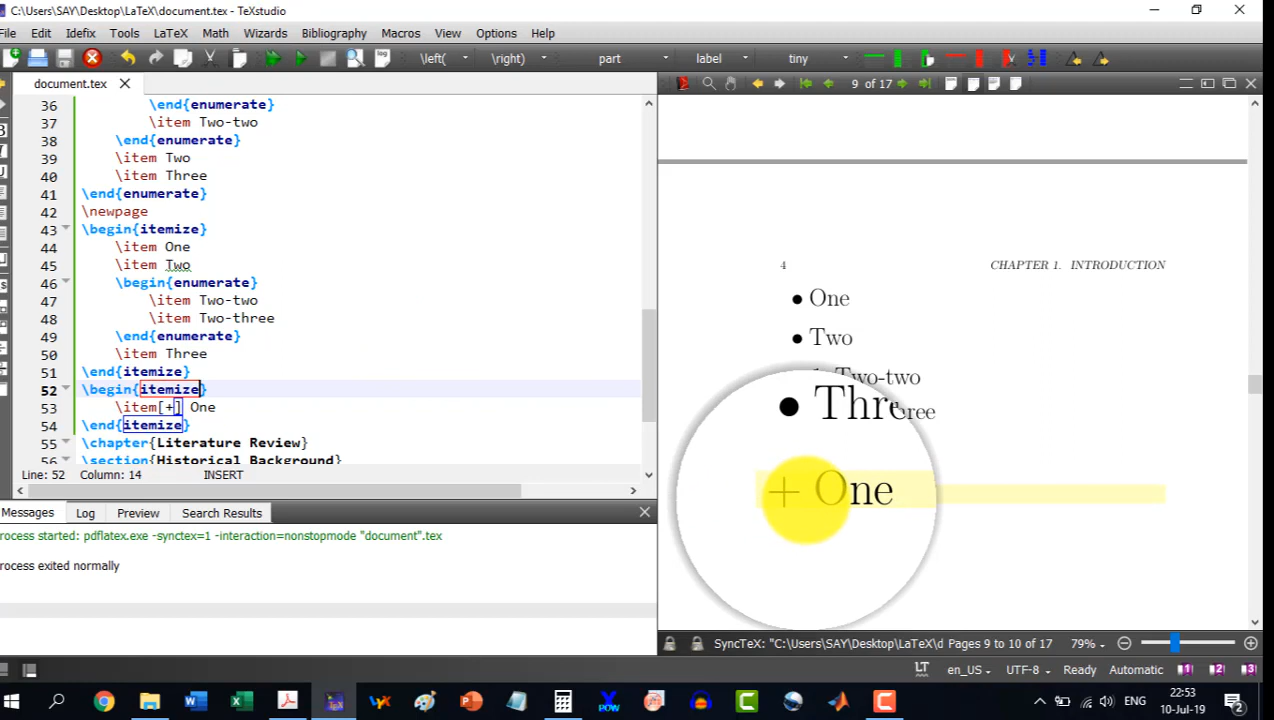 C:\Users\SAY\Desktop\LaTeX\document.tex - TeXstudio
File Edit Idefix Tools LaTeX Math Wizards Bibliography Macros View Options Help
\left( \right) part label tiny
document.tex
9 of 17
36 \end{enumerate}
37 \item Two-two
38 \end{enumerate}
39 \item Two
40 \item Three
41 \end{enumerate}
42 \newpage
43 \begin{itemize}
44 \item One
45 \item Two
46 \begin{enumerate}
47 \item Two-two
48 \item Two-three
49 \end{enumerate}
50 \item Three
51 \end{itemize}
52 \begin{itemize}
53 \item[+] One
54 \end{itemize}
55 \chapter{Literature Review}
56 \section{Historical Background}
Line: 52 Column: 14 INSERT
Messages Log Preview Search Results
rocess started: pdflatex.exe -synctex=1 -interaction=nonstopmode "document".tex
rocess exited normally
4 CHAPTER 1. INTRODUCTION
• One
• Two
Two-two
ree
• Three
+ One
SyncTeX: "C:\Users\SAY\Desktop\LaTeX\d Pages 9 to 10 of 17 79%
LT en_US UTF-8 Ready Automatic 1 2 3
ENG
22:53
10-Jul-19